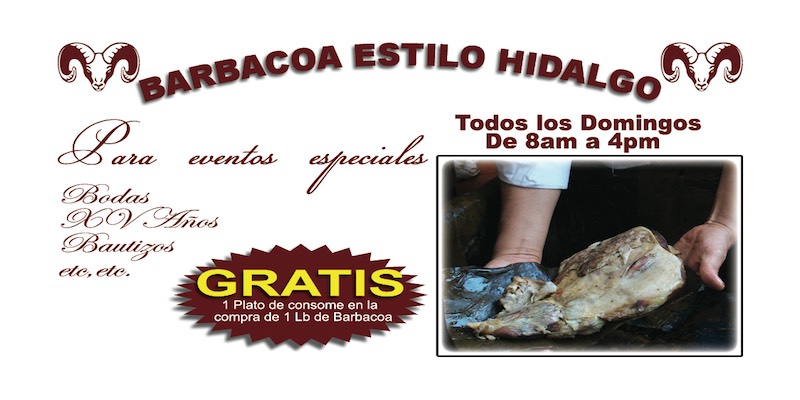 BARBACOA ESTILO HIDALGO
Todos los Domingos
De 8am a 4pm
Para eventos especiales
Bodas
XV Años
Bautizos
etc, etc.
GRATIS
1 Plato de consome en la
compra de 1 Lb de Barbacoa